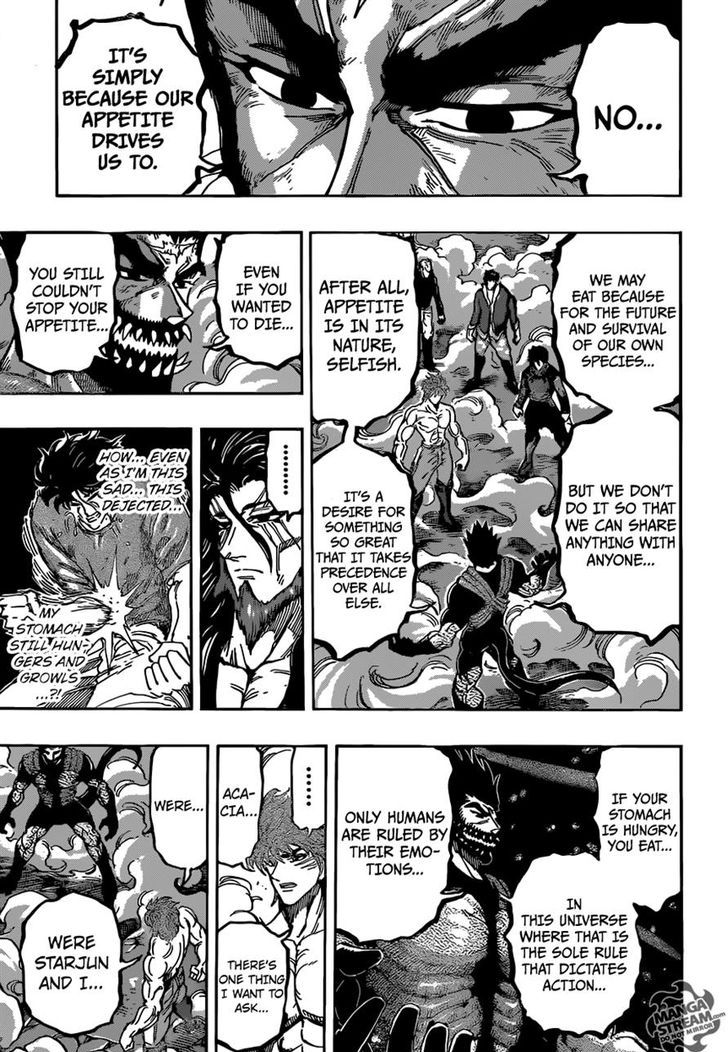 NO...
IT'S
SIMPLY
BECAUSE OUR
APPETITE
DRIVES
US TO.
WE MAY
EAT BECAUSE
FOR THE FUTURE
AND SURVIVAL
OF OUR OWN
SPECIES...
BUT WE DON'T
DO IT SO THAT
WE CAN SHARE
ANYTHING WITH
ANYONE...
AFTER ALL,
APPETITE
IS IN ITS
NATURE,
SELFISH.
IT'S A
DESIRE FOR
SOMETHING
SO GREAT
THAT IT TAKES
PRECEDENCE
OVER ALL
ELSE.
EVEN
IF YOU
WANTED
TO DIE...
YOU STILL
COULDN'T
STOP YOUR
APPETITE...
........
HOW... EVEN
AS I'M THIS
SAD... THIS
DEJECTED...
MY
STOMACH
STILL HUN-
GERS AND
GROWLS
...?!
IF YOUR
STOMACH
IS HUNGRY,
YOU EAT...
IN
THIS UNIVERSE
WHERE THAT IS
THE SOLE RULE
THAT DICTATES
ACTION...
ONLY HUMANS
ARE RULED BY
THEIR EMO-
TIONS...
.....
ACA-
CIA...
THERE'S
ONE THING
I WANT TO
ASK...
WERE...
WERE
STARJUN
AND I...
MANGA
STREAM.COM
DO NOT MIRROR